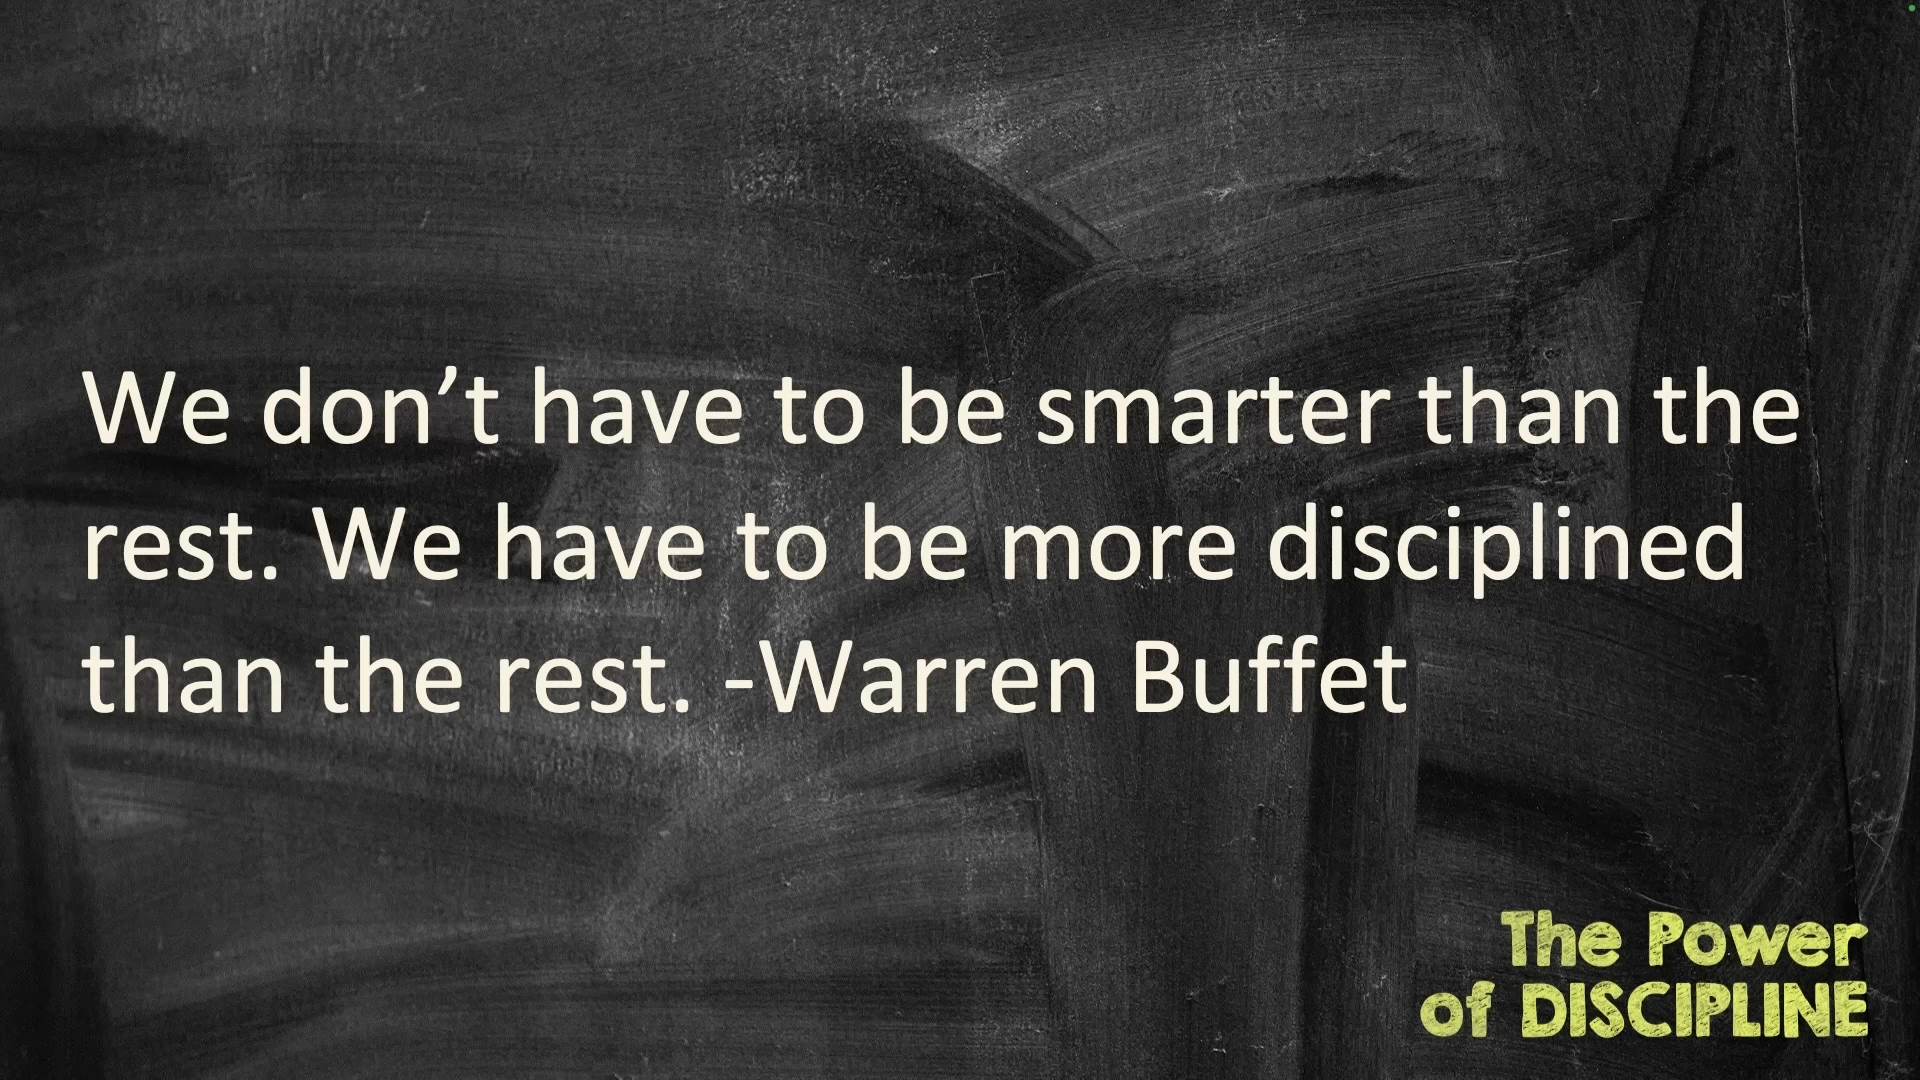 We don’t have to be smarter than the
rest. We have to be more disciplined
than the rest. -Warren Buffet
The Power
of DISCIPLINE